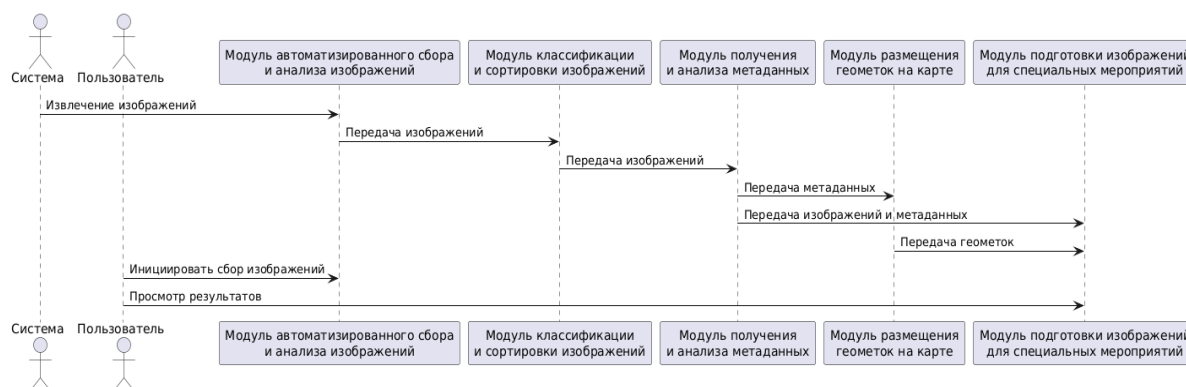 Система
Пользователь
Модуль автоматизированного сбора
и анализа изображений
Модуль классификации
и сортировки изображений
Модуль получения
и анализа метаданных
Модуль размещения
геометок на карте
Модуль подготовки изображений
для специальных мероприятий
Извлечение изображений
Передача изображений
Передача изображений
Передача метаданных
Передача изображений и метаданных
Передача геометок
Инициировать сбор изображений
Просмотр результатов
Система
Пользователь
Модуль автоматизированного сбора
и анализа изображений
Модуль классификации
и сортировки изображений
Модуль получения
и анализа метаданных
Модуль размещения
геометок на карте
Модуль подготовки изображений
для специальных мероприятий